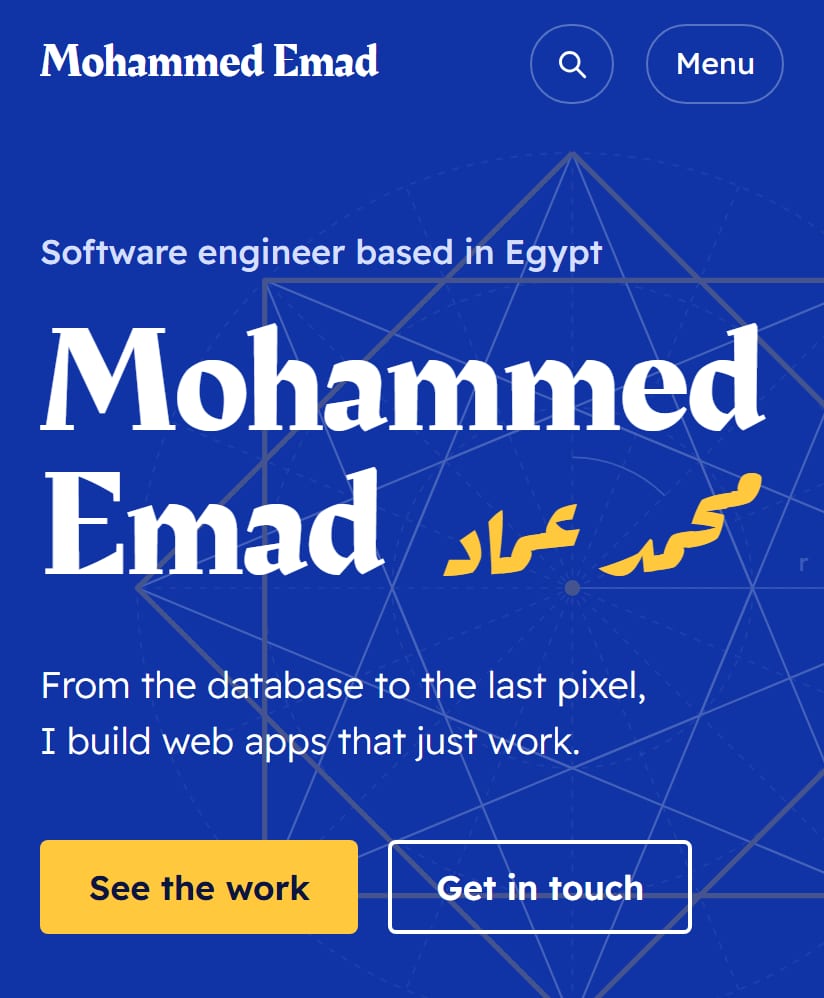 Mohammed Emad
Menu
Software engineer based in Egypt
Mohammed
Emad محمد عماد
r
From the database to the last pixel,
I build web apps that just work.
See the work
Get in touch